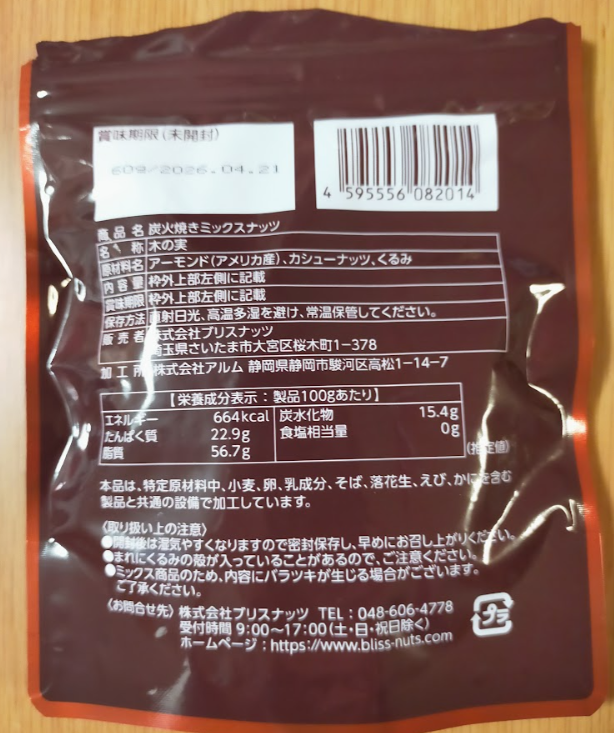 賞味期限(未開封)
609/2026.04.21
4 595556 082014
商品名 炭火焼きミックスナッツ
名称 木の実
原材料名 アーモンド(アメリカ産)、カシューナッツ、くるみ
内容量 枠外上部左側に記載
賞味期限 枠外上部左側に記載
保存方法 直射日光、高温多湿を避け、常温保管してください。
販売者 株式会社ブリスナッツ
埼玉県さいたま市大宮区桜木町1-378
加工所 株式会社アルム 静岡県静岡市駿河区高松1-14-7
【栄養成分表示:製品100gあたり】
エネルギー 664kcal 炭水化物 15.4g
たんぱく質 22.9g 食塩相当量 0g
脂質 56.7g
(推定値)
本品は、特定原材料中、小麦、卵、乳成分、そば、落花生、えび、かにを含む
製品と共通の設備で加工しています。
〈取り扱い上の注意〉
●開封後は湿気やすくなりますので密封保存し、早めにお召し上がりください。
●まれにくるみの殻が入っていることがあるので、ご注意ください。
●ミックス商品のため、内容にバラツキが生じる場合がございます。
ご了承ください。
〈お問合せ先〉 株式会社ブリスナッツ TEL:048-606-4778
受付時間 9:00~17:00(土・日・祝日除く)
ホームページ:https://www.bliss-nuts.com
プラ